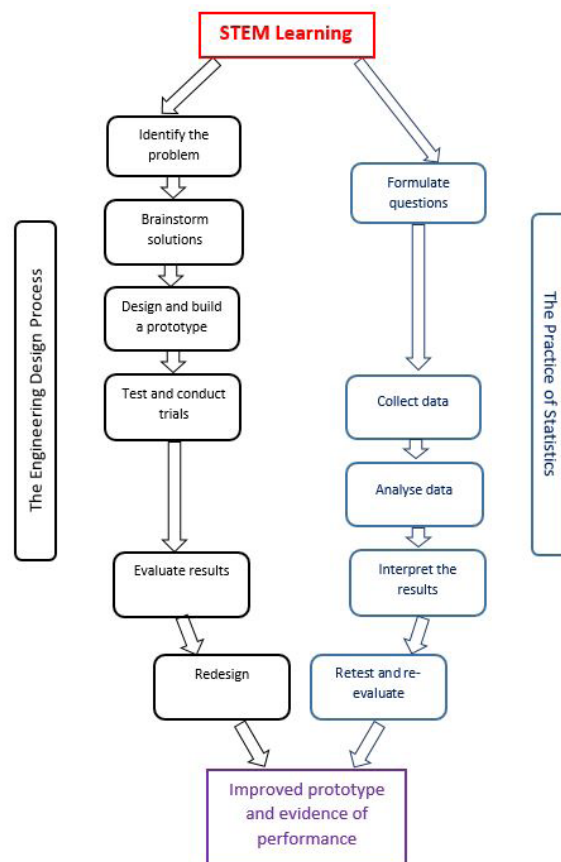 STEM Learning
Identify the
problem
Brainstorm
solutions
Design and build
a prototype
Test and conduct
trials
Evaluate results
Redesign
The Engineering Design Process
Formulate
questions
Collect data
Analyse data
Interpret the
results
Retest and re-
evaluate
The Practice of Statistics
Improved prototype
and evidence of
performance